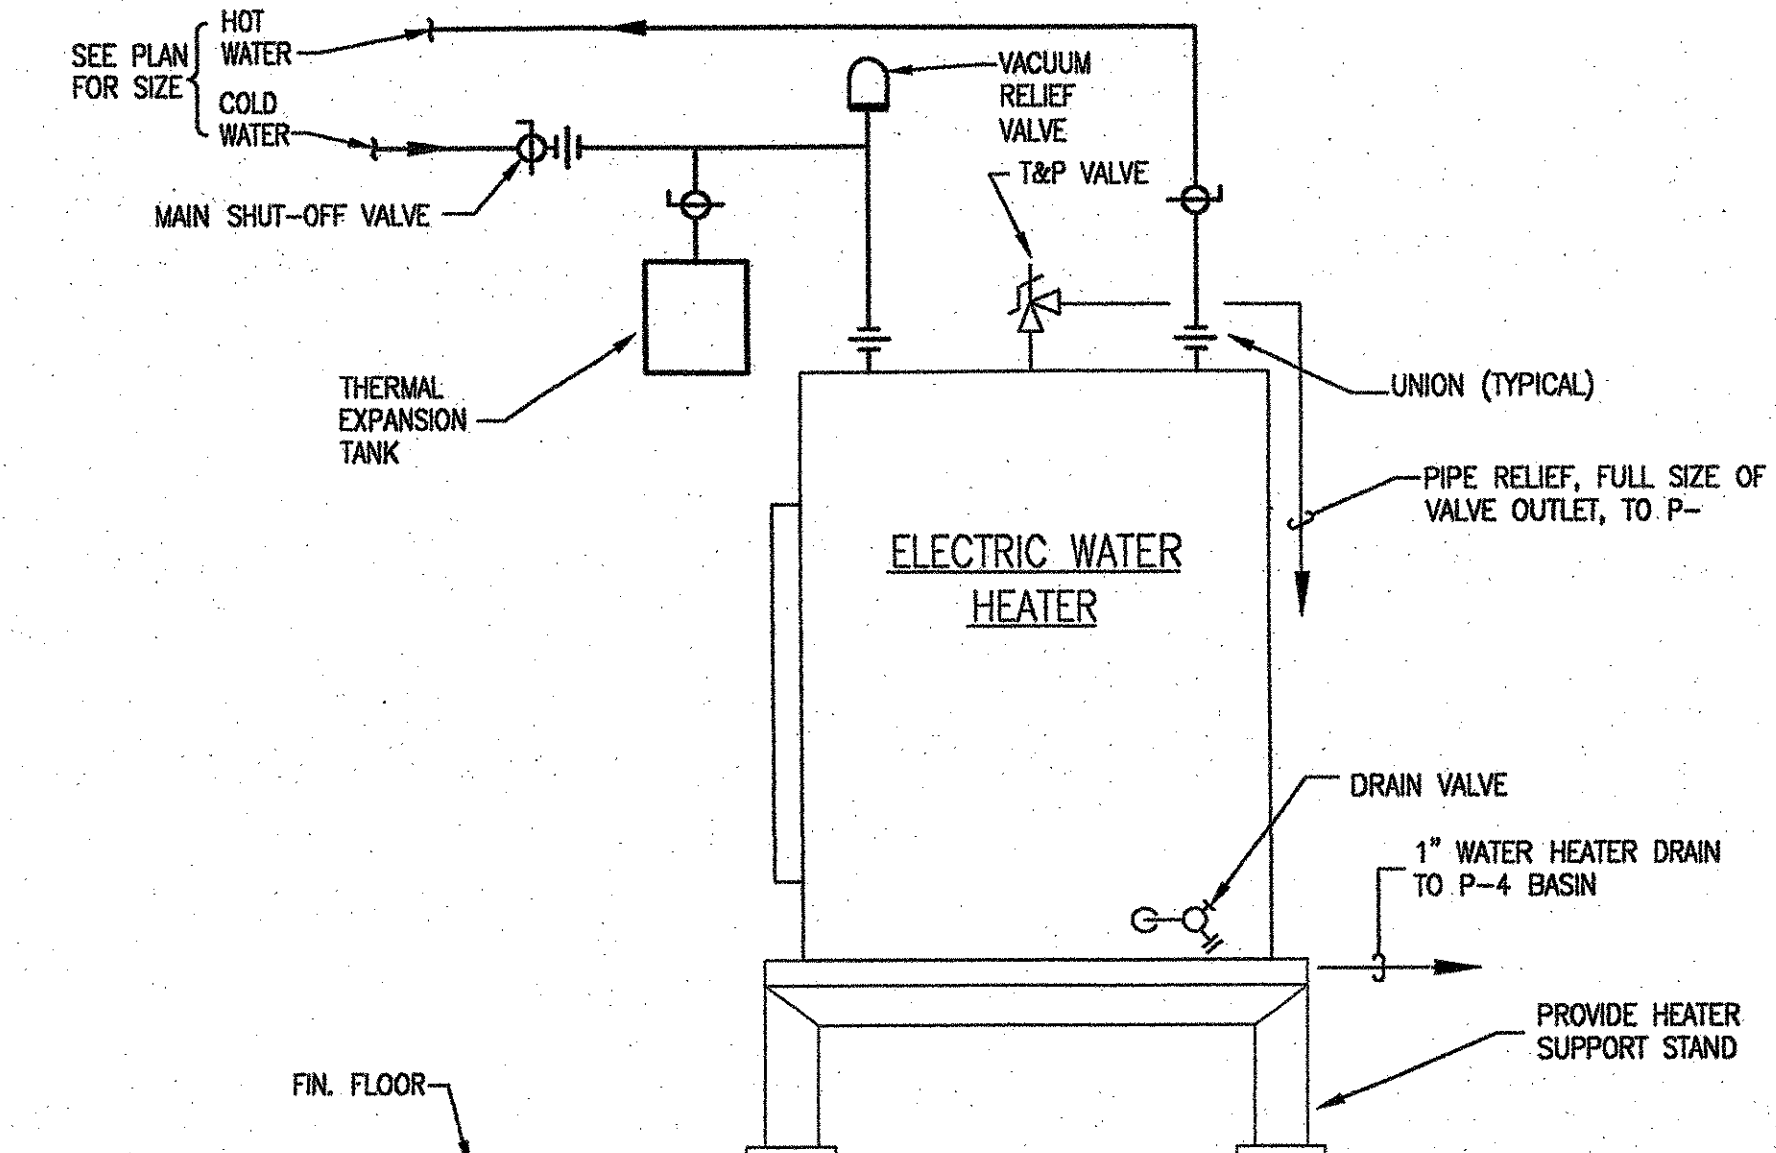 HOT
WATER
SEE PLAN
FOR SIZE
COLD
WATER
MAIN SHUT-OFF VALVE
VACUUM
RELIEF
VALVE
T&P VALVE
THERMAL
EXPANSION
TANK
UNION (TYPICAL)
PIPE RELIEF, FULL SIZE OF
VALVE OUTLET, TO P-
ELECTRIC WATER
HEATER
DRAIN VALVE
1" WATER HEATER DRAIN
TO P-4 BASIN
PROVIDE HEATER
SUPPORT STAND
FIN. FLOOR